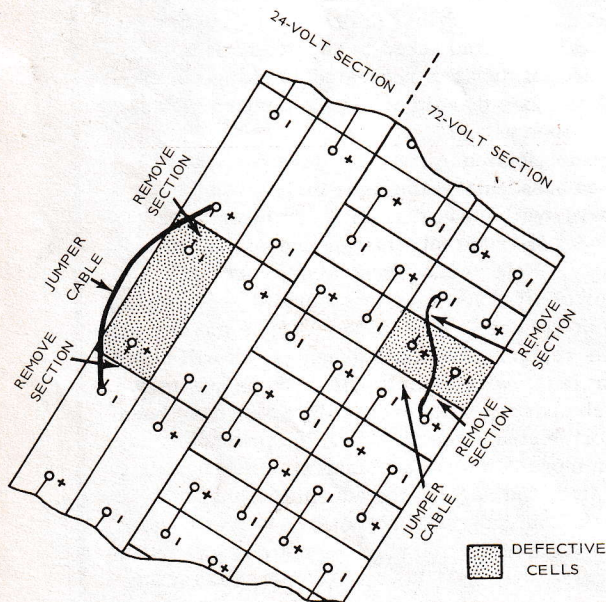 24-VOLT SECTION
72-VOLT SECTION
REMOVE
SECTION
JUMPER
CABLE
REMOVE
SECTION
REMOVE
SECTION
REMOVE
SECTION
JUMPER
CABLE
DEFECTIVE
CELLS